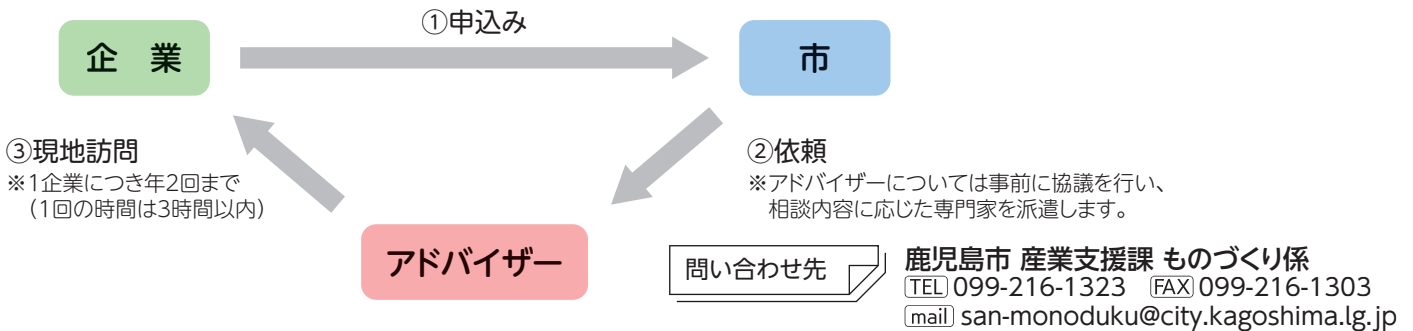 ①申込み
企 業
市
③現地訪問
※1企業につき年2回まで
(1回の時間は3時間以内)
②依頼
※アドバイザーについては事前に協議を行い、
相談内容に応じた専門家を派遣します。
アドバイザー
問い合わせ先
鹿児島市 産業支援課 ものづくり係
TEL 099-216-1323 FAX 099-216-1303
mail san-monoduku@city.kagoshima.lg.jp